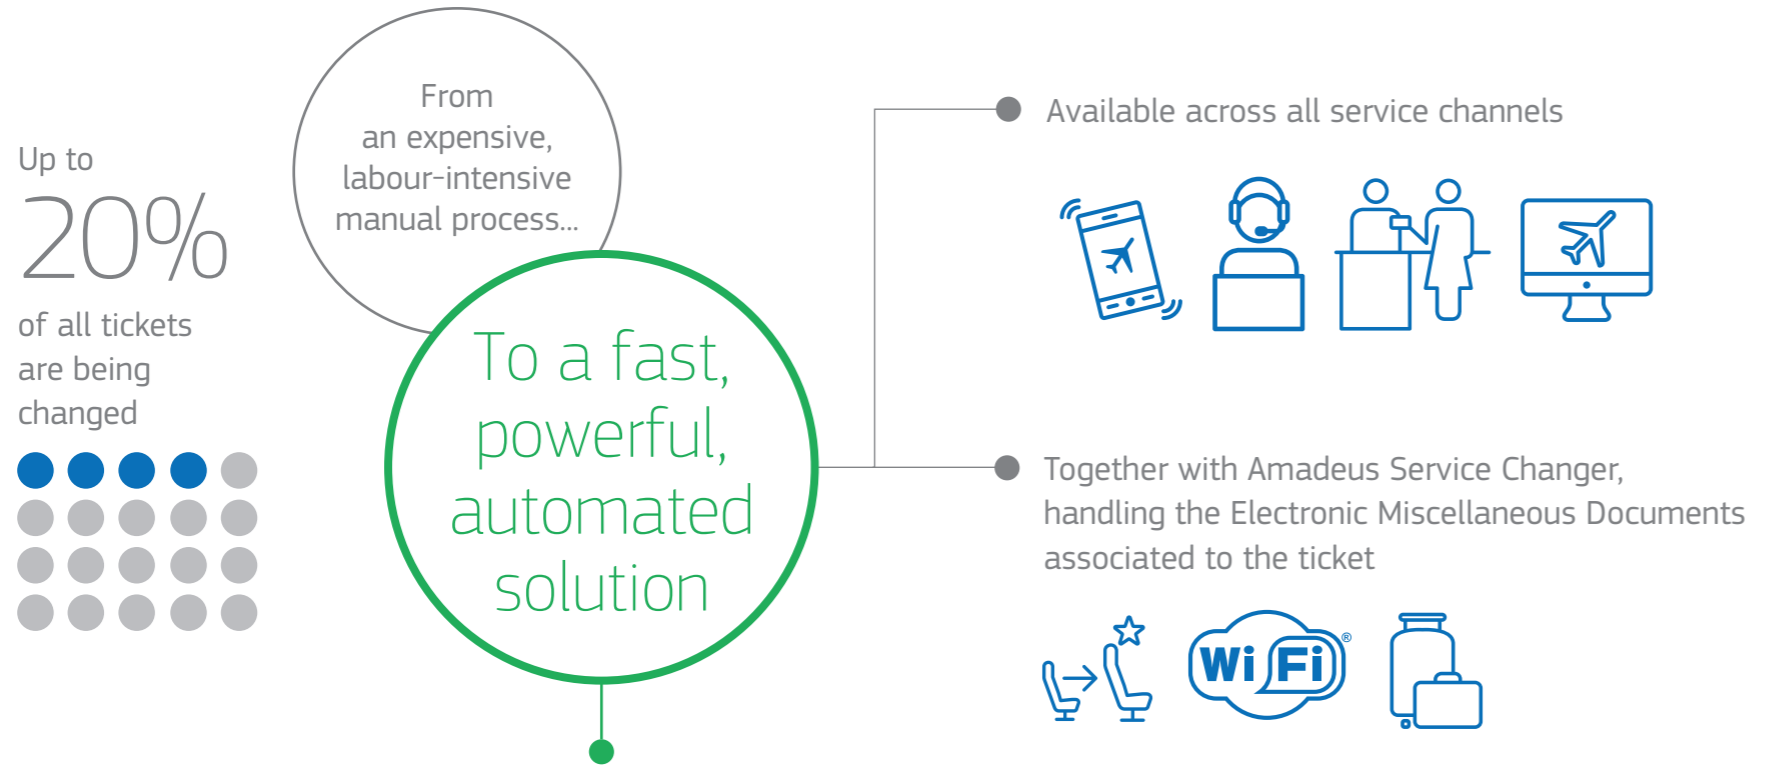 Up to
20%
of all tickets
are being
changed
From
an expensive,
labour-intensive
manual process...
To a fast,
powerful,
automated
solution
Available across all service channels
Together with Amadeus Service Changer,
handling the Electronic Miscellaneous Documents
associated to the ticket
Wi Fi ®